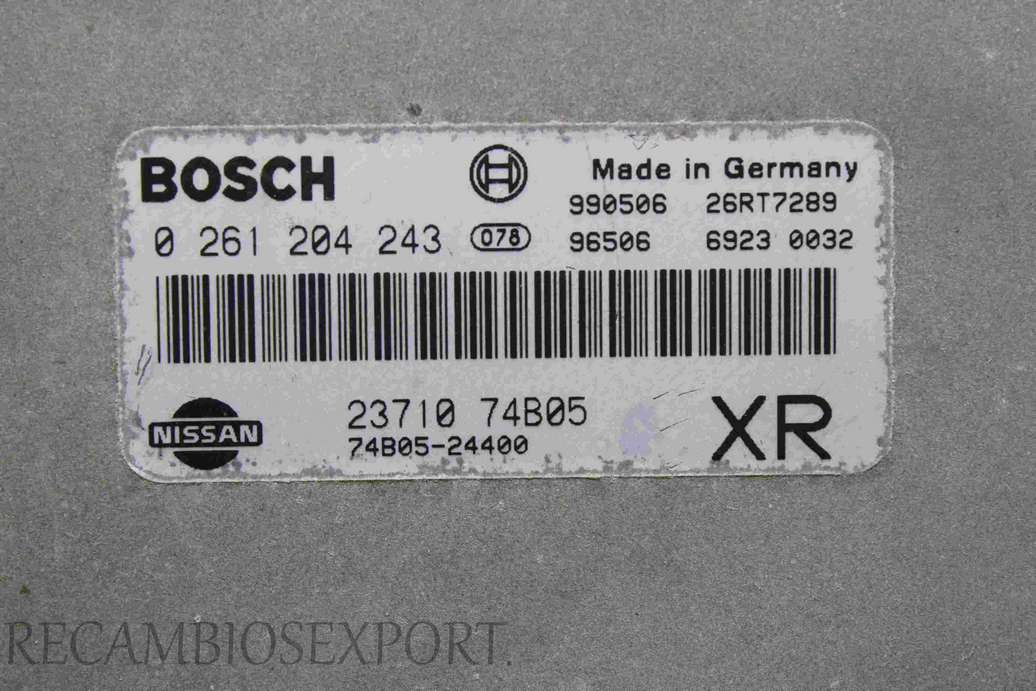 BOSCH
Made in Germany
990506 26RT7289
0 261 204 243 078 96506 6923 0032
NISSAN
23710 74B05
74B05-24400
XR
RECAMBIOSEXPORT.